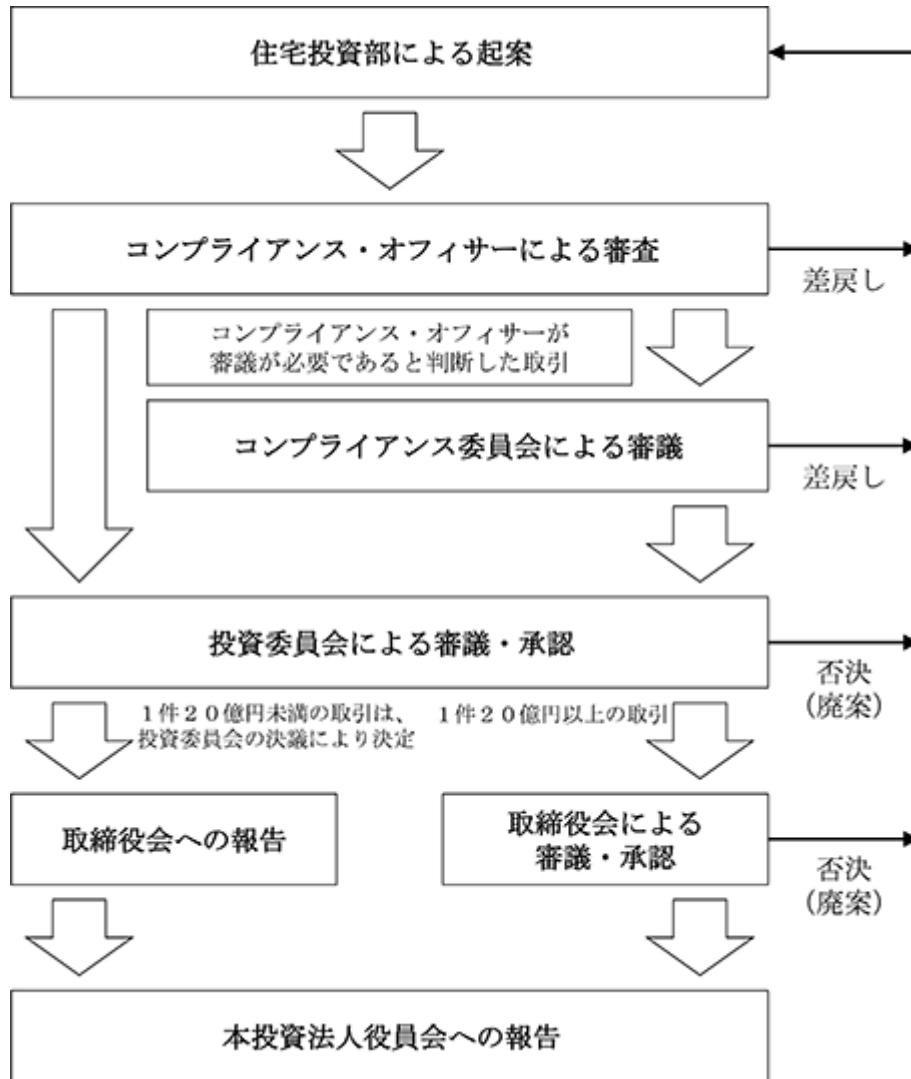 住宅投資部による起案
コンプライアンス・オフィサーによる審査
差戻し
コンプライアンス・オフィサーが
審議が必要であると判断した取引
コンプライアンス委員会による審議
差戻し
投資委員会による審議・承認
否決
(廃案)
1件20億円未満の取引は、
投資委員会の決議により決定
1件20億円以上の取引
取締役会への報告
取締役会による
審議・承認
否決
(廃案)
本投資法人役員会への報告